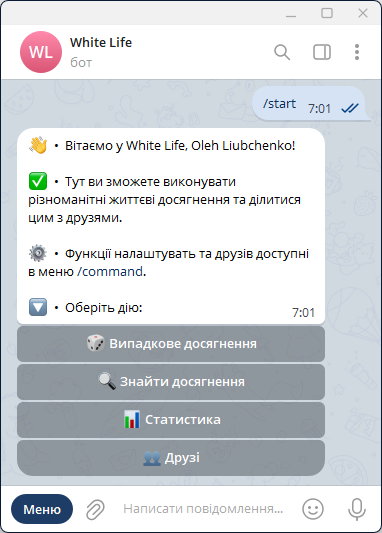 WL
White Life
бот
/start 7:01
👋 • Вітаємо у White Life, Oleh Liubchenko!
✅ • Тут ви зможете виконувати
різноманітні життєві досягнення та ділитися
цим з друзями.
⚙️ • Функції налаштувать та друзів доступні
в меню /command.
🔽 • Оберіть дію:
7:01
🎲 Випадкове досягнення
🔍 Знайти досягнення
📊 Статистика
👥 Друзі
Меню
Написати повідомлення...